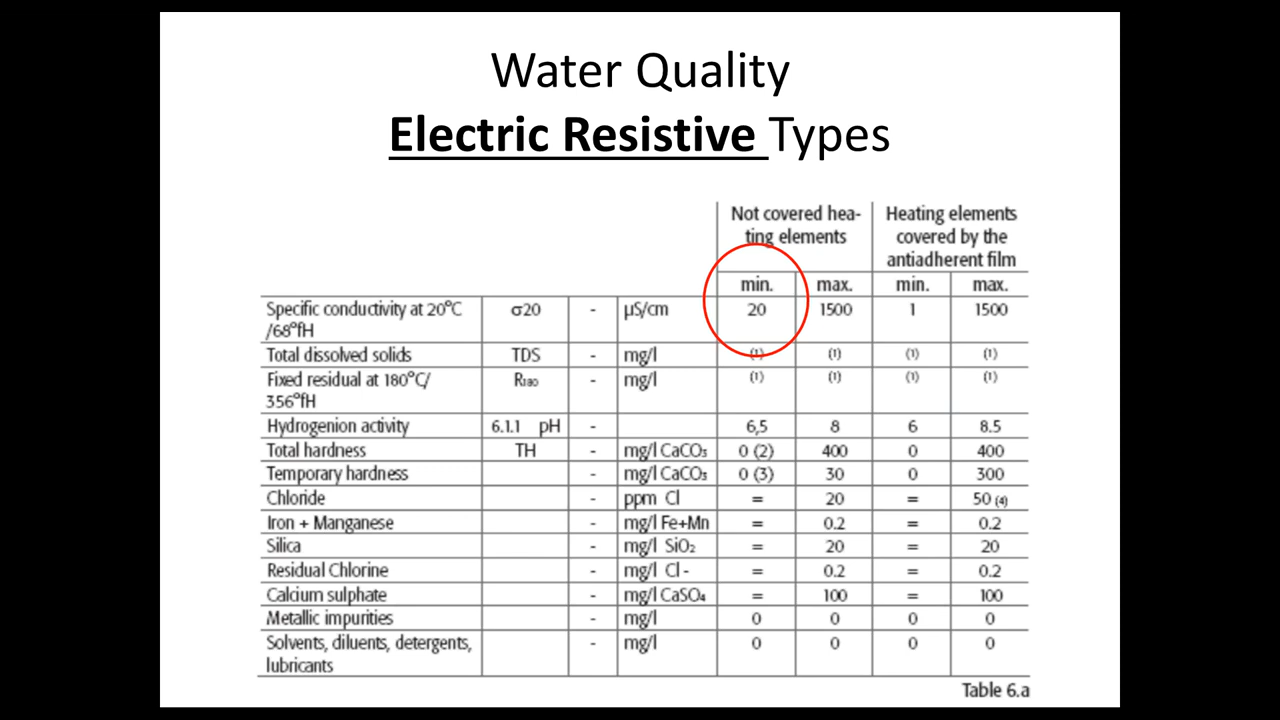 Water Quality
Electric Resistive Types
Not covered hea-
ting elements
Heating elements
covered by the
antiadherent film
min. max. min. max.
Specific conductivity at 20°C
/68°fH
σ20 - µS/cm 20 1500 1 1500
Total dissolved solids TDS - mg/l (1) (1) (1) (1)
Fixed residual at 180°C/
356°fH
R180 - mg/l (1) (1) (1) (1)
Hydrogenion activity 6.1.1 pH - 6,5 8 6 8.5
Total hardness TH - mg/l CaCO3 0 (2) 400 0 400
Temporary hardness - mg/l CaCO3 0 (3) 30 0 300
Chloride - ppm Cl = 20 = 50 (4)
Iron + Manganese - mg/l Fe+Mn = 0.2 = 0.2
Silica - mg/l SiO2 = 20 = 20
Residual Chlorine - mg/l Cl - = 0.2 = 0.2
Calcium sulphate - mg/l CaSO4 = 100 = 100
Metallic impurities - mg/l 0 0 0 0
Solvents, diluents, detergents,
lubricants
- mg/l 0 0 0 0
Table 6.a